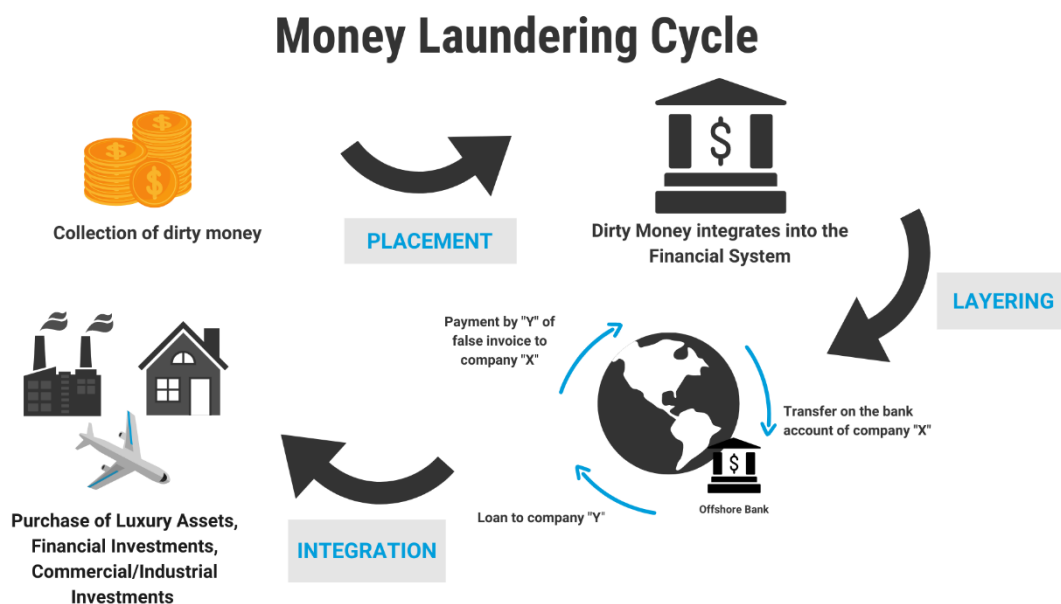 Money Laundering Cycle
$
$
$
$
Collection of dirty money
PLACEMENT
Dirty Money integrates into the
Financial System
LAYERING
Payment by "Y" of
false invoice to
company "X"
Transfer on the bank
account of company "X"
$
Offshore Bank
Loan to company "Y"
INTEGRATION
Purchase of Luxury Assets,
Financial Investments,
Commercial/Industrial
Investments